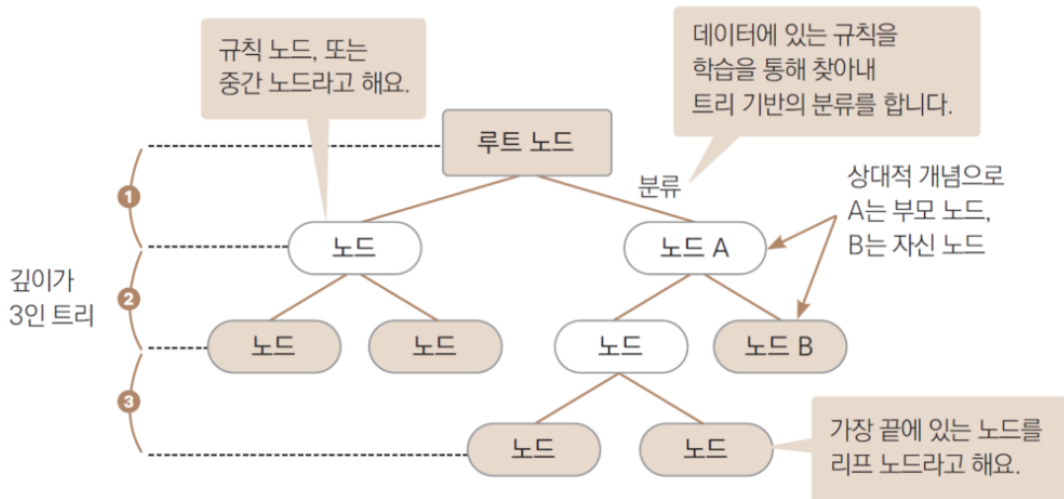 규칙 노드, 또는
중간 노드라고 해요.
데이터에 있는 규칙을
학습을 통해 찾아내
트리 기반의 분류를 합니다.
루트 노드
분류
상대적 개념으로
A는 부모 노드,
B는 자신 노드
1
노드
노드 A
깊이가
3인 트리
2
노드
노드
노드
노드 B
3
노드
노드
가장 끝에 있는 노드를
리프 노드라고 해요.